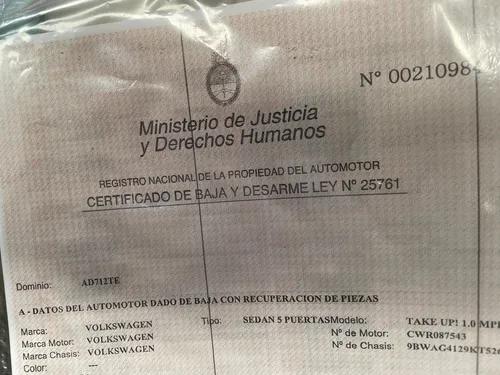 Nº 0021098
Ministerio de Justicia
y Derechos Humanos
REGISTRO NACIONAL DE LA PROPIEDAD DEL AUTOMOTOR
CERTIFICADO DE BAJA Y DESARME LEY Nº 25761
Dominio: AD712TE
A - DATOS DEL AUTOMOTOR DADO DE BAJA CON RECUPERACION DE PIEZAS
Marca: VOLKSWAGEN Tipo: SEDAN 5 PUERTAS Modelo: TAKE UP! 1.0 MPI
Marca Motor: VOLKSWAGEN Nº de Motor: CWR087543
Marca Chasis: VOLKSWAGEN Nº de Chasis: 9BWAG4129KT52
Color: ---